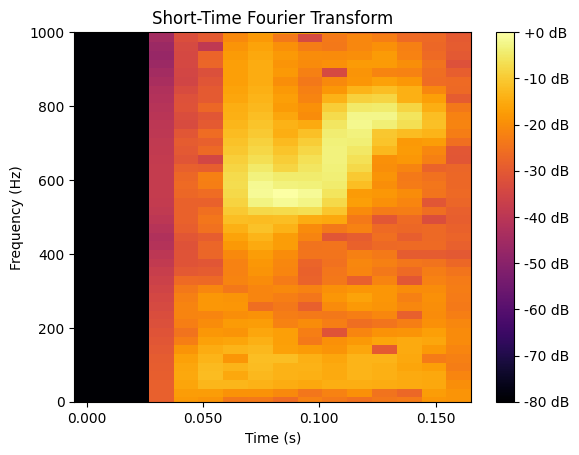 Short-Time Fourier Transform
Frequency (Hz)
1000
800
600
400
200
0
0.000
0.050
0.100
0.150
Time (s)
+0 dB
-10 dB
-20 dB
-30 dB
-40 dB
-50 dB
-60 dB
-70 dB
-80 dB